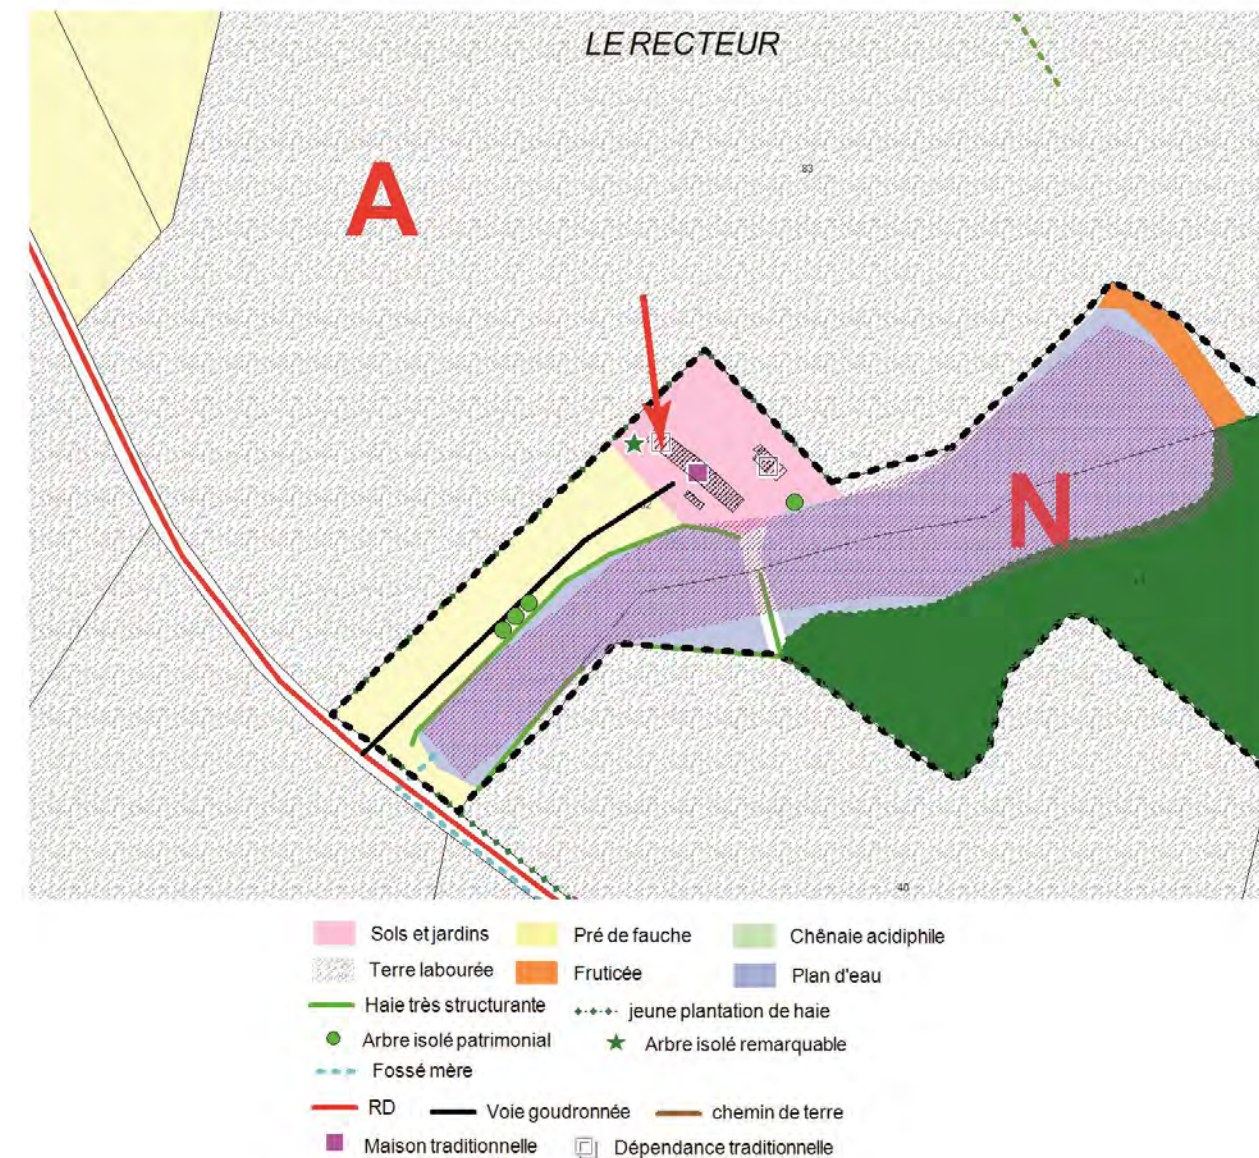 LE RECTEUR
83
A
N
40
Sols et jardins Pré de fauche Chênaie acidiphile
Terre labourée Fruticée Plan d'eau
Haie très structurante jeune plantation de haie
Arbre isolé patrimonial Arbre isolé remarquable
Fossé mère
RD Voie goudronnée chemin de terre
Maison traditionnelle Dépendance traditionnelle